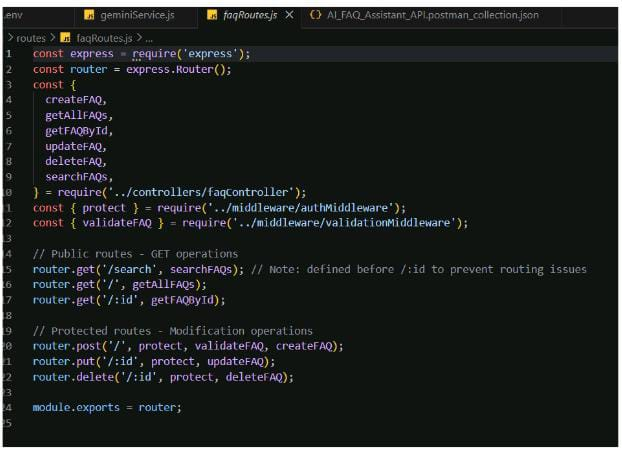 .env JS geminiService.js JS faqRoutes.js × {} AI_FAQ_Assistant_API.postman_collection.json
> routes > JS faqRoutes.js > ...
1 const express = require('express');
2 const router = express.Router();
3 const {
4 createFAQ,
5 getAllFAQs,
6 getFAQById,
7 updateFAQ,
8 deleteFAQ,
9 searchFAQs,
10 } = require('../controllers/faqController');
11 const { protect } = require('../middleware/authMiddleware');
12 const { validateFAQ } = require('../middleware/validationMiddleware');
13
14 // Public routes - GET operations
15 router.get('/search', searchFAQs); // Note: defined before /:id to prevent routing issues
16 router.get('/', getAllFAQs);
17 router.get('/:id', getFAQById);
18
19 // Protected routes - Modification operations
20 router.post('/', protect, validateFAQ, createFAQ);
21 router.put('/:id', protect, updateFAQ);
22 router.delete('/:id', protect, deleteFAQ);
23
24 module.exports = router;
25